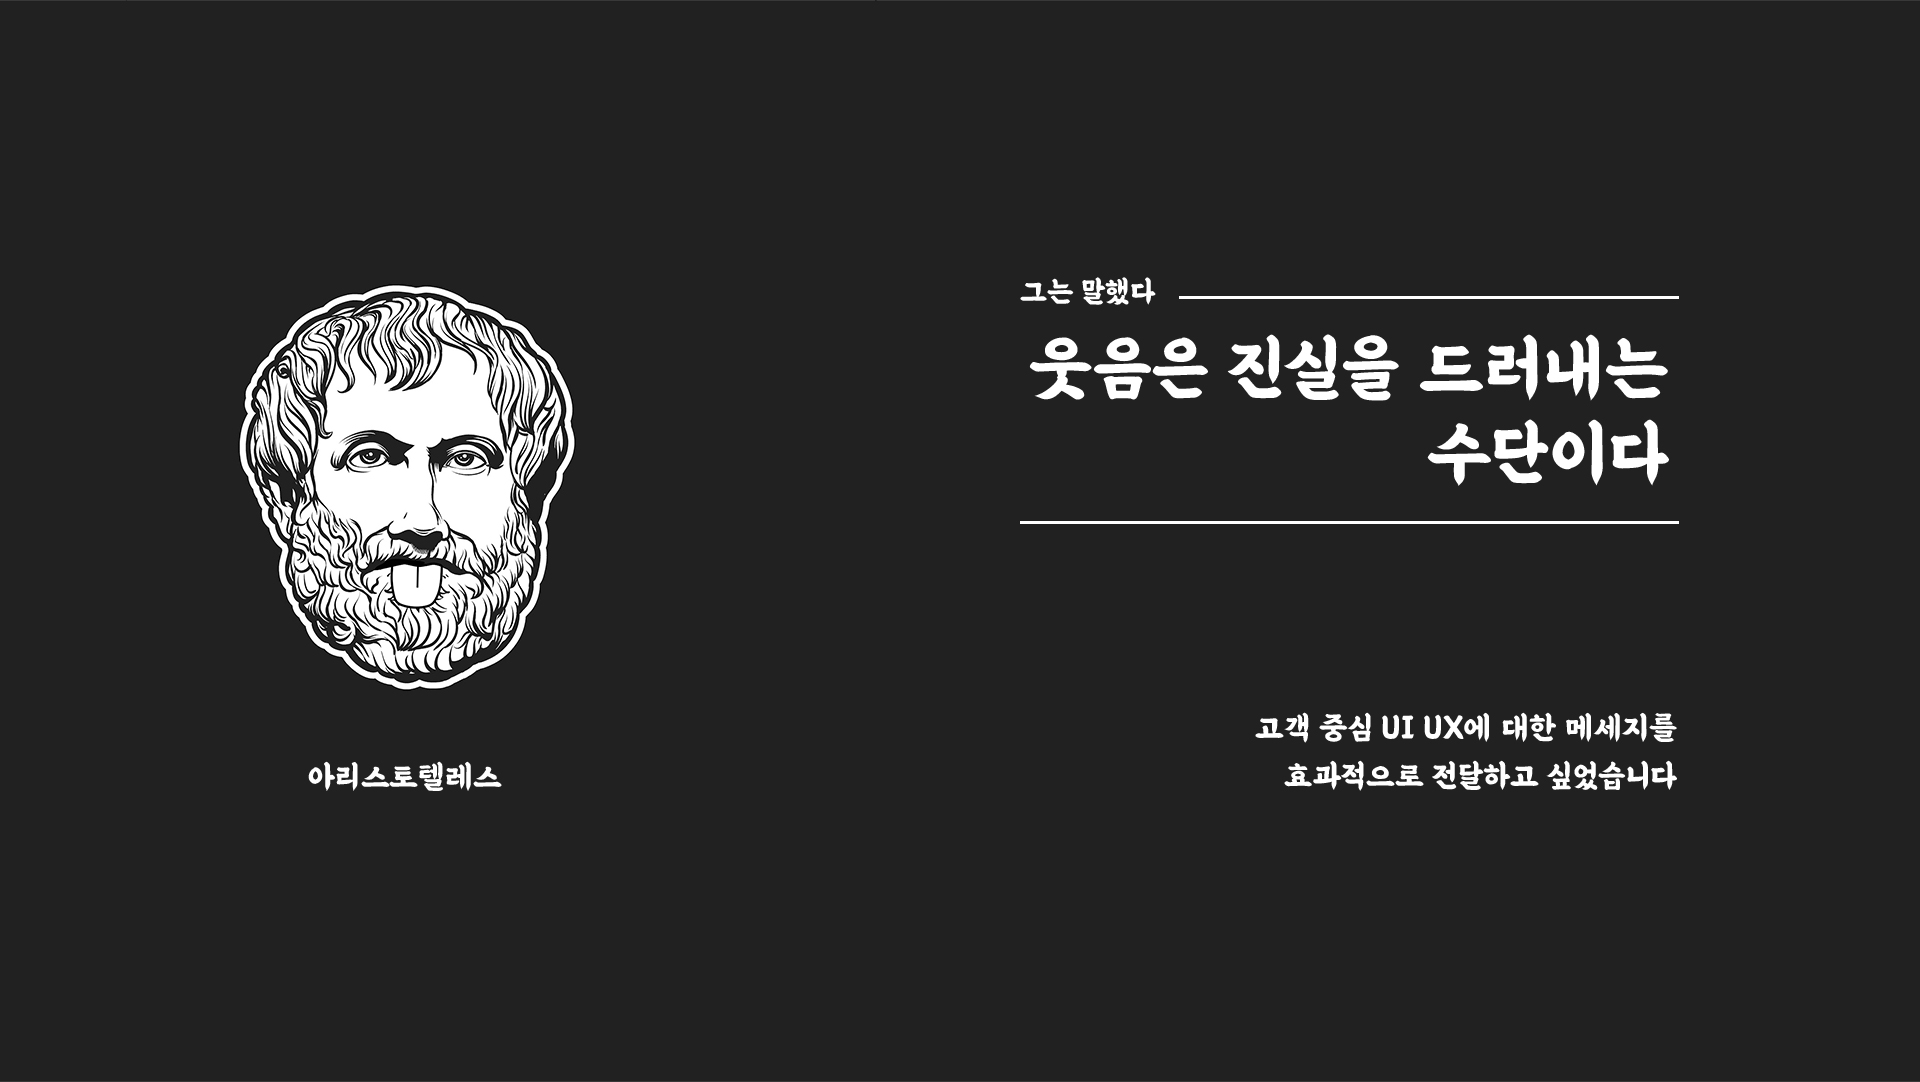 그는 말했다
웃음은 진실을 드러내는
수단이다
아리스토텔레스
고객 중심 UI UX에 대한 메세지를
효과적으로 전달하고 싶었습니다